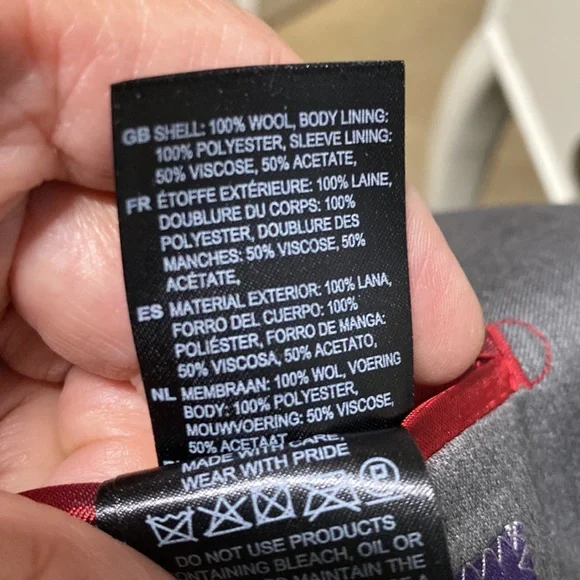 GB SHELL: 100% WOOL, BODY LINING:
100% POLYESTER, SLEEVE LINING:
50% VISCOSE, 50% ACETATE,
FR ÉTOFFE EXTÉRIEURE: 100% LAINE,
DOUBLURE DU CORPS: 100%
POLYESTER, DOUBLURE DES
MANCHES: 50% VISCOSE, 50%
ACÉTATE,
ES MATERIAL EXTERIOR: 100% LANA,
FORRO DEL CUERPO: 100%
POLIÉSTER, FORRO DE MANGA:
50% VISCOSA, 50% ACETATO,
NL MEMBRAAN: 100% WOL, VOERING
BODY: 100% POLYESTER,
MOUWVOERING: 50% VISCOSE,
50% ACETAAT
MADE WITH CARE,
WEAR WITH PRIDE
P
DO NOT USE PRODUCTS
CONTAINING BLEACH, OIL OR
MAINTAIN THE